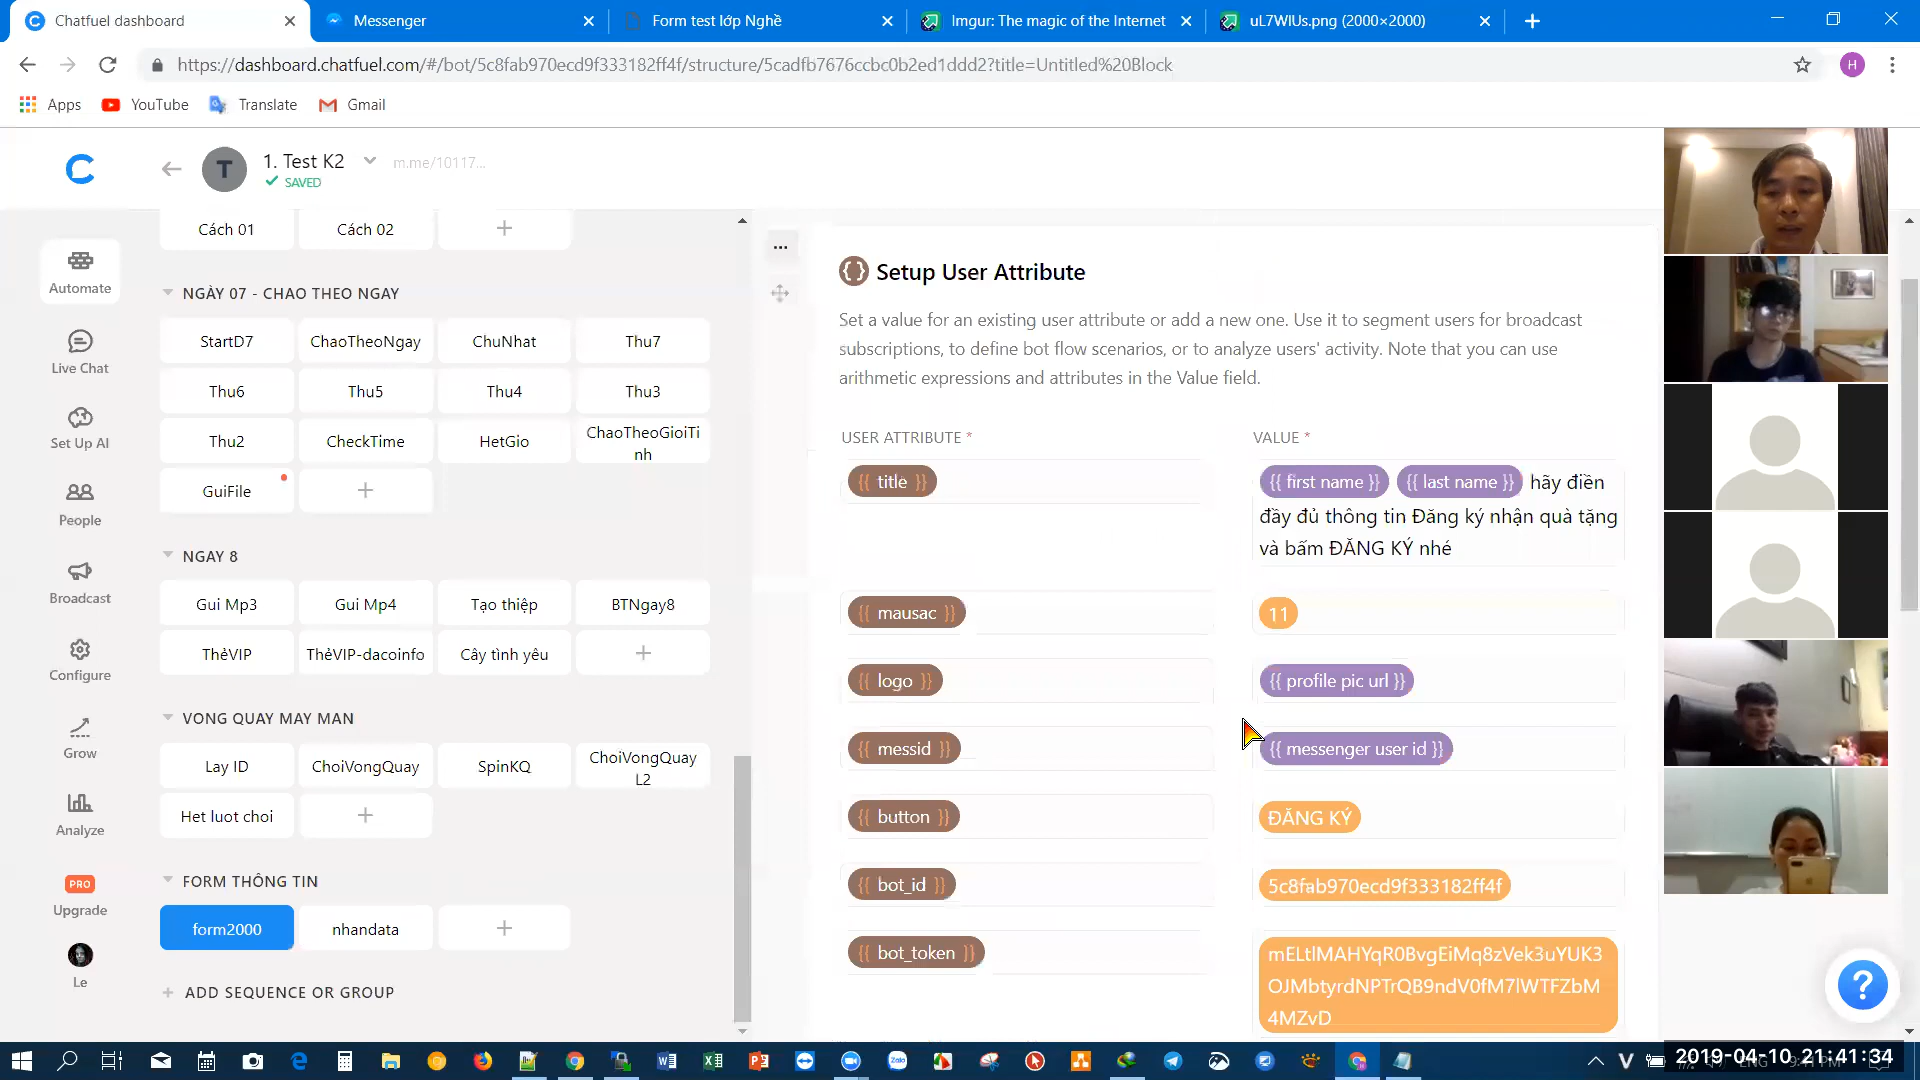 Chatfuel dashboard
Messenger
Form test lớp Nghề
Imgur: The magic of the Internet
uL7WlUs.png (2000×2000)
https://dashboard.chatfuel.com/#/bot/5c8fab970ecd9f333182ff4f/structure/5cadfb7676ccbc0b2ed1ddd2?title=Untitled%20Block
H
Apps
YouTube
Translate
Gmail
T
1. Test K2
m.me/10117...
SAVED
Automate
Live Chat
Set Up AI
People
Broadcast
Configure
Grow
Analyze
PRO
Upgrade
Le
Cách 01
Cách 02
NGÀY 07 - CHAO THEO NGAY
StartD7
ChaoTheoNgay
ChuNhat
Thu7
Thu6
Thu5
Thu4
Thu3
Thu2
CheckTime
HetGio
ChaoTheoGioiTi
nh
GuiFile
NGAY 8
Gui Mp3
Gui Mp4
Tạo thiệp
BTNgay8
ThẻVIP
ThẻVIP-dacoinfo
Cây tình yêu
VONG QUAY MAY MAN
Lay ID
ChoiVongQuay
SpinKQ
ChoiVongQuay
L2
Het luot choi
FORM THÔNG TIN
form2000
nhandata
ADD SEQUENCE OR GROUP
Setup User Attribute
Set a value for an existing user attribute or add a new one. Use it to segment users for broadcast
subscriptions, to define bot flow scenarios, or to analyze users' activity. Note that you can use
arithmetic expressions and attributes in the Value field.
USER ATTRIBUTE *
VALUE *
{{ title }}
{{ first name }} {{ last name }} hãy điền
đầy đủ thông tin Đăng ký nhận quà tặng
và bấm ĐĂNG KÝ nhé
{{ mausac }}
11
{{ logo }}
{{ profile pic url }}
{{ messid }}
{{ messenger user id }}
{{ button }}
ĐĂNG KÝ
{{ bot_id }}
5c8fab970ecd9f333182ff4f
{{ bot_token }}
mELtlMAHYqR0BvgEiMq8zVek3uYUK3
OJMbtyrdNPTrQB9ndV0fM7lWTFZbM
4MZvD
?
2019-04-10 21:41:34